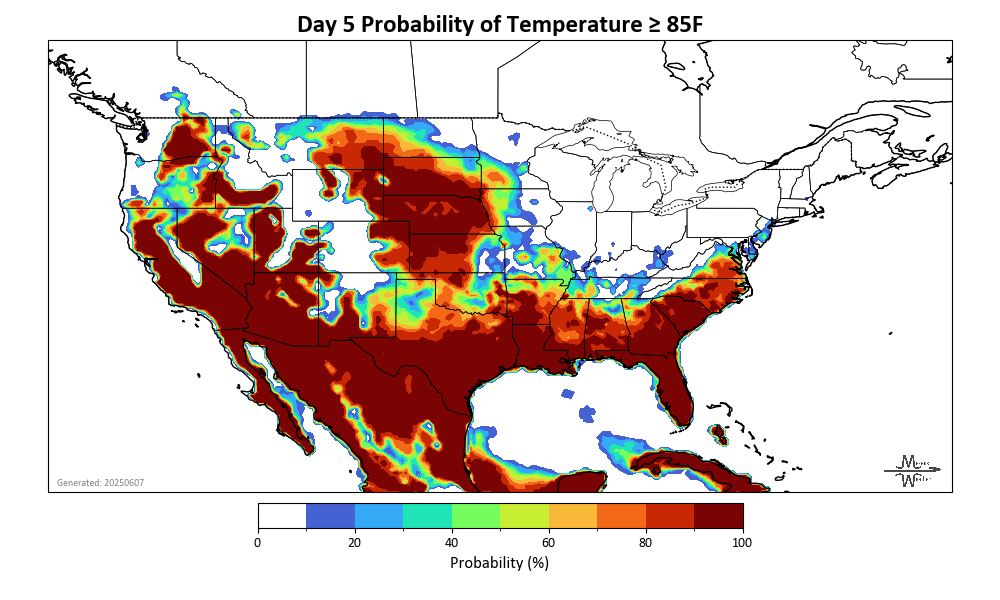 Day 5 Probability of Temperature ≥ 85F
Generated: 20250607
0 20 40 60 80 100
Probability (%)